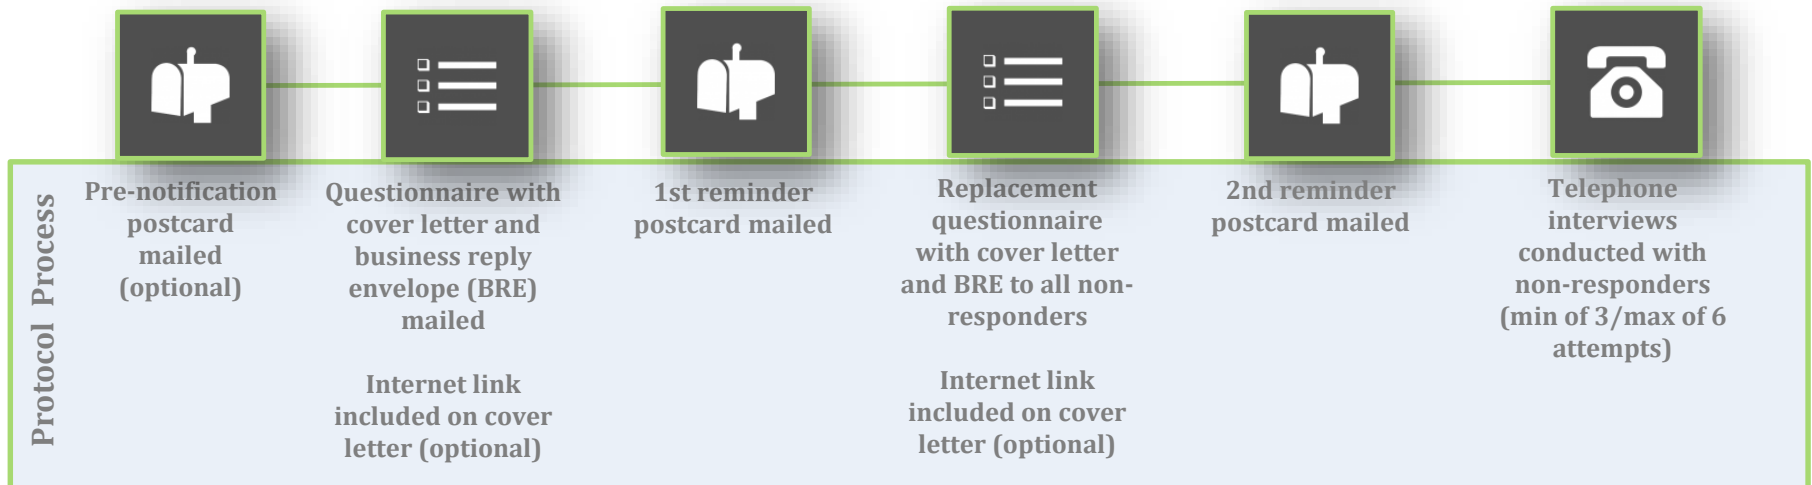 Protocol Process
Pre-notification
postcard
mailed
(optional)
Questionnaire with
cover letter and
business reply
envelope (BRE)
mailed
Internet link
included on cover
letter (optional)
1st reminder
postcard mailed
Replacement
questionnaire
with cover letter
and BRE to all non-
responders
Internet link
included on cover
letter (optional)
2nd reminder
postcard mailed
Telephone
interviews
conducted with
non-responders
(min of 3/max of 6
attempts)